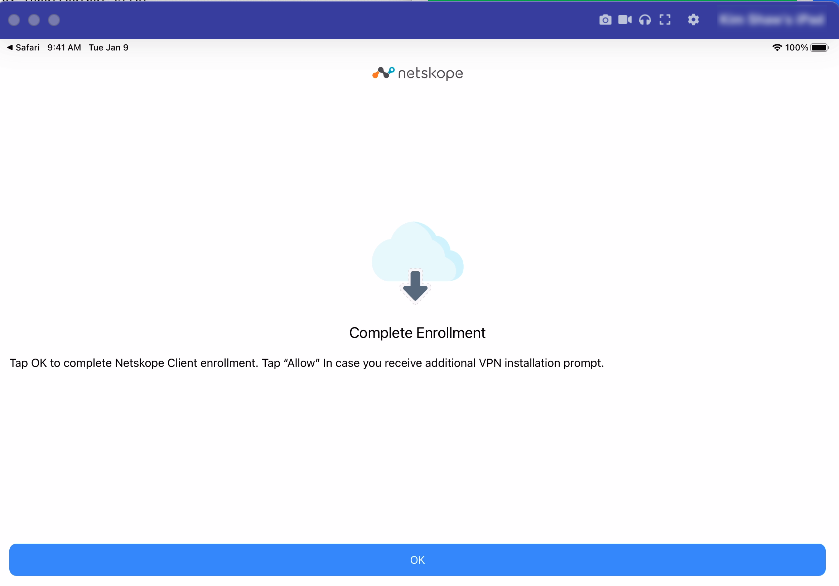 ◀ Safari 9:41 AM Tue Jan 9 100%
netskope
Complete Enrollment
Tap OK to complete Netskope Client enrollment. Tap “Allow” In case you receive additional VPN installation prompt.
OK